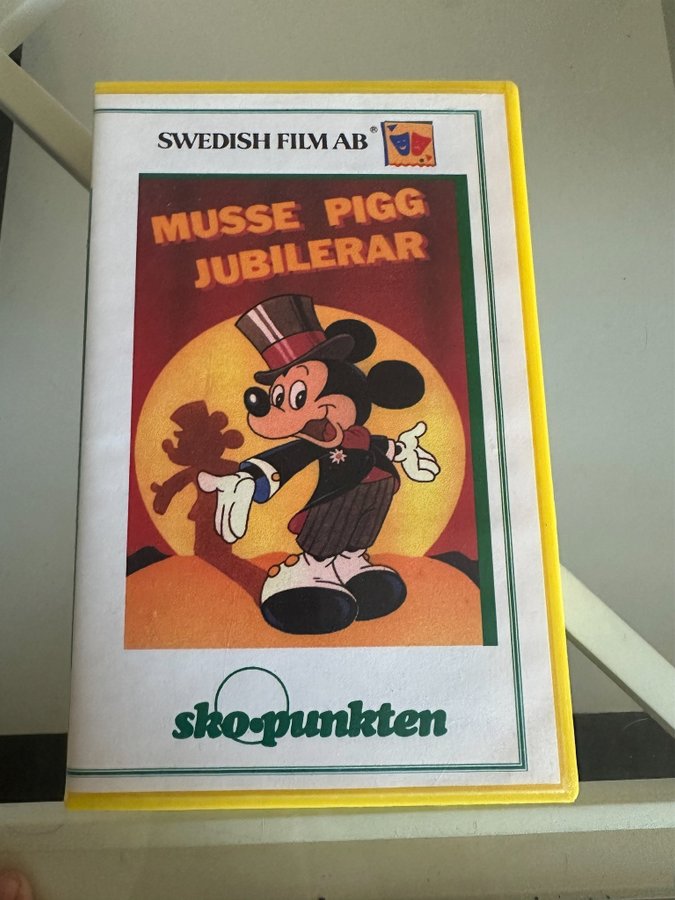 SWEDISH FILM AB®
MUSSE PIGG
JUBILERAR
sko•punkten